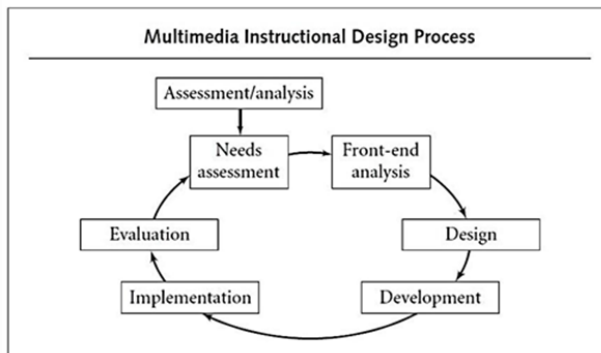 Multimedia Instructional Design Process
Assessment/analysis
Needs
assessment
Front-end
analysis
Evaluation
Design
Implementation
Development